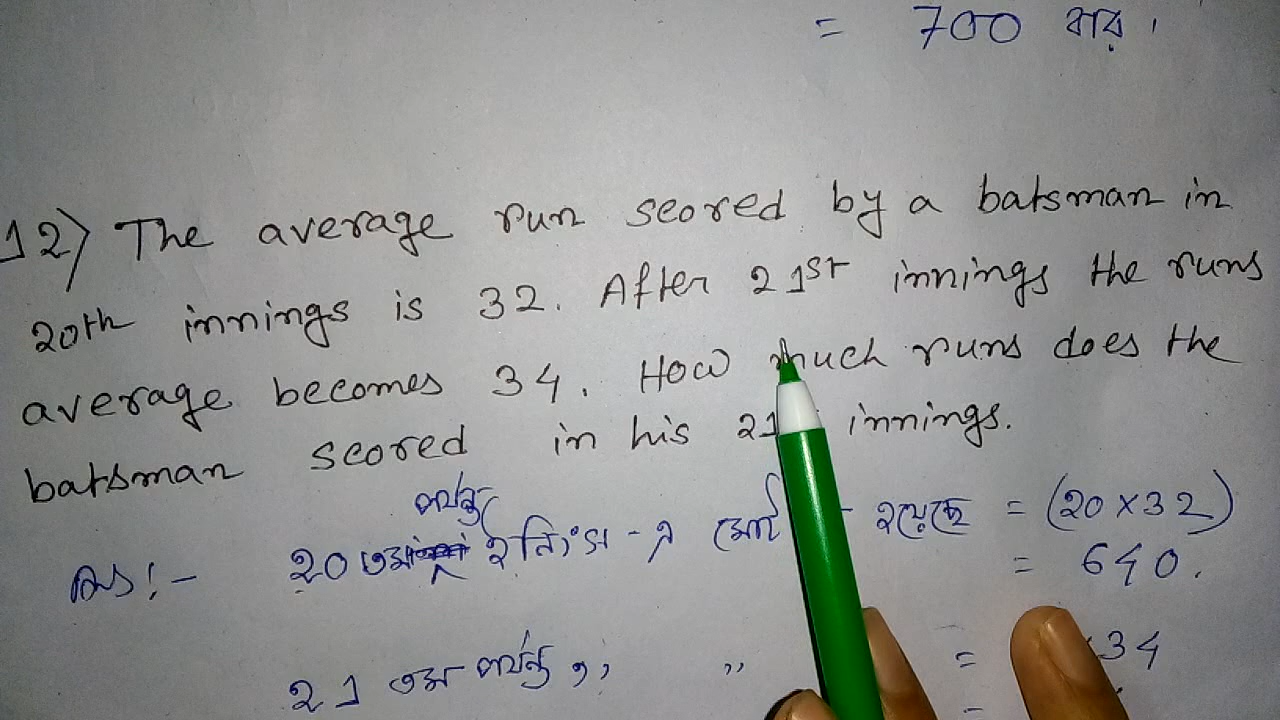 = 700 বার।
12) The average run scored by a batsman in
20th innings is 32. After 21st innings the runs
average becomes 34. How much runs does the
batsman scored in his 21 innings.
পর্যন্ত
Ans:- 20 তম ইনিংস-এ হয়েছে = (20 x 32)
= 640.
21 তম পর্যন্ত ,, ,, = 34
=